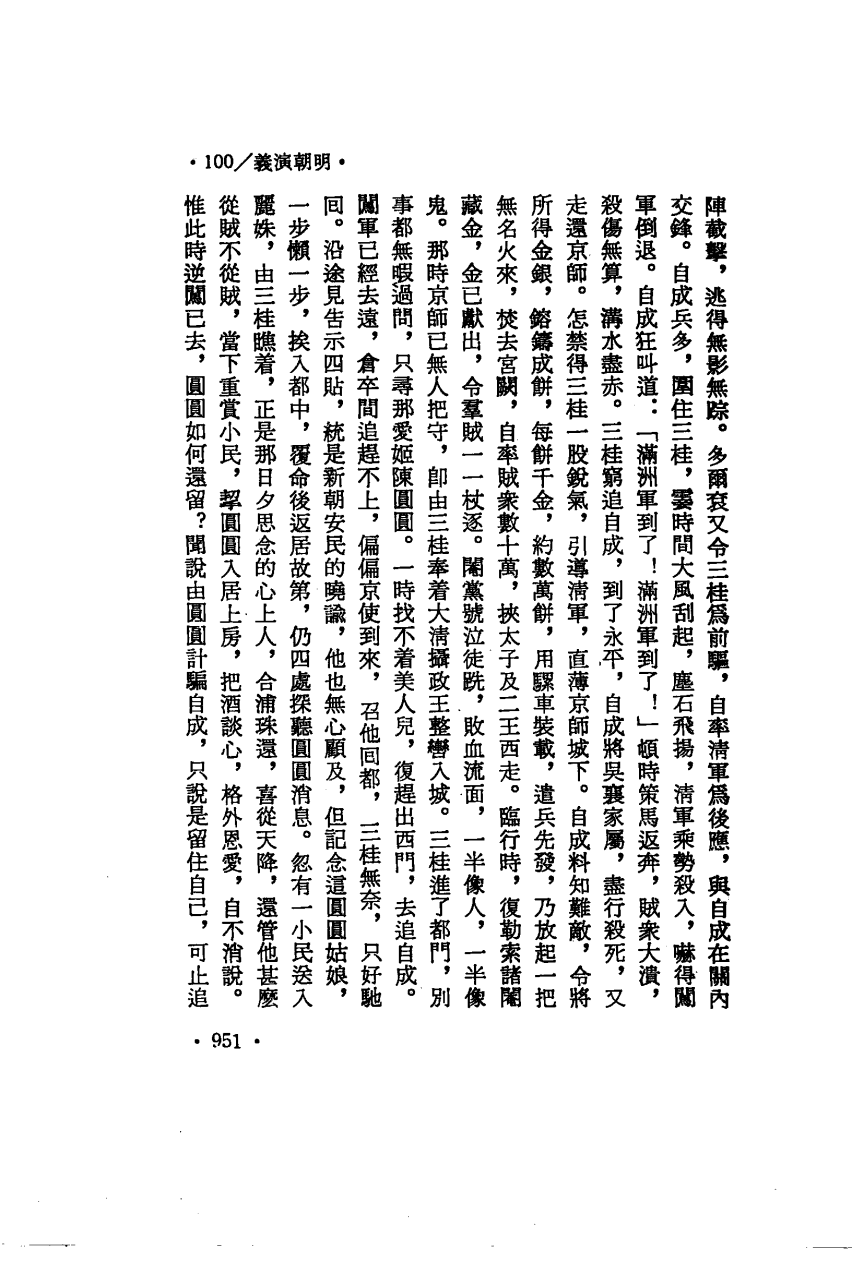 •100/義演朝明•
陣截擊，逃得無影無踪。多爾袞又令三桂爲前驅，自率清軍爲後應，與自成在關內
交鋒。自成兵多，圍住三桂，霎時間大風刮起，塵石飛揚，清軍乘勢殺入，嚇得闖
軍倒退。自成狂叫道：「滿洲軍到了！滿洲軍到了！」頓時策馬返奔，賊衆大潰，
殺傷無算，溝水盡赤。三桂窮追自成，到了永平，自成將吳襄家屬，盡行殺死，又
走還京師。怎禁得三桂一股銳氣，引導清軍，直薄京師城下。自成料知難敵，令將
所得金銀，鎔鑄成餅，每餅千金，約數萬餅，用騾車裝載，遣兵先發，乃放起一把
無名火來，焚去宮闕，自率賊衆數十萬，挾太子及二王西走。臨行時，復勒索諸閹
藏金，金已獻出，令羣賊一一杖逐。閹黨號泣徒跣，敗血流面，一半像人，一半像
鬼。那時京師已無人把守，卽由三桂奉着大清攝政王整轡入城。三桂進了都門，別
事都無暇過問，只尋那愛姬陳圓圓。一時找不着美人兒，復趕出西門，去追自成。
闖軍已經去遠，倉卒間追趕不上，偏偏京使到來，召他囘都，三桂無奈，只好馳
囘。沿途見告示四貼，統是新朝安民的曉諭，他也無心顧及，但記念這圓圓姑娘，
一步懶一步，挨入都中，覆命後返居故第，仍四處探聽圓圓消息。忽有一小民送入
麗姝，由三桂瞧着，正是那日夕思念的心上人，合浦珠還，喜從天降，還管他甚麽
從賊不從賊，當下重賞小民，挈圓圓入居上房，把酒談心，格外恩愛，自不消說。
惟此時逆闖已去，圓圓如何還留？聞說由圓圓計騙自成，只說是留住自己，可止追
•951•